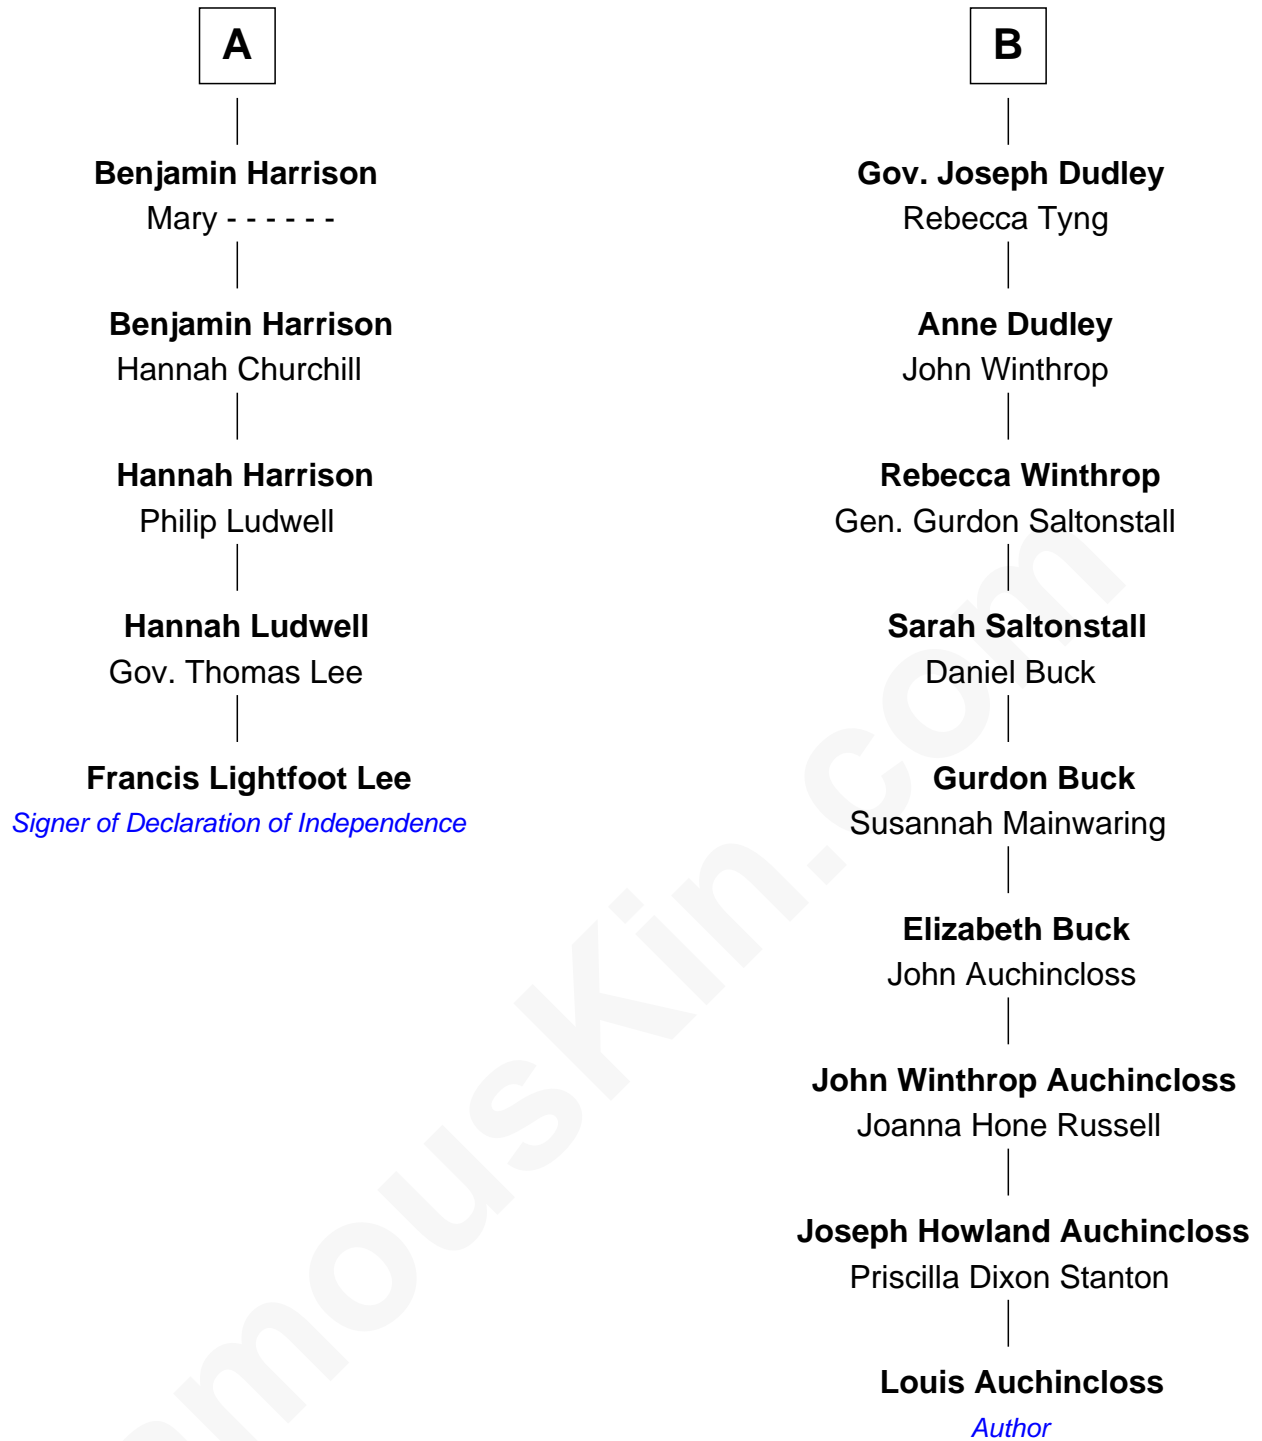 A
Benjamin Harrison
Mary - - - - - -
Benjamin Harrison
Hannah Churchill
Hannah Harrison
Philip Ludwell
Hannah Ludwell
Gov. Thomas Lee
Francis Lightfoot Lee
Signer of Declaration of Independence
B
Gov. Joseph Dudley
Rebecca Tyng
Anne Dudley
John Winthrop
Rebecca Winthrop
Gen. Gurdon Saltonstall
Sarah Saltonstall
Daniel Buck
Gurdon Buck
Susannah Mainwaring
Elizabeth Buck
John Auchincloss
John Winthrop Auchincloss
Joanna Hone Russell
Joseph Howland Auchincloss
Priscilla Dixon Stanton
Louis Auchincloss
Author
amousKin.com